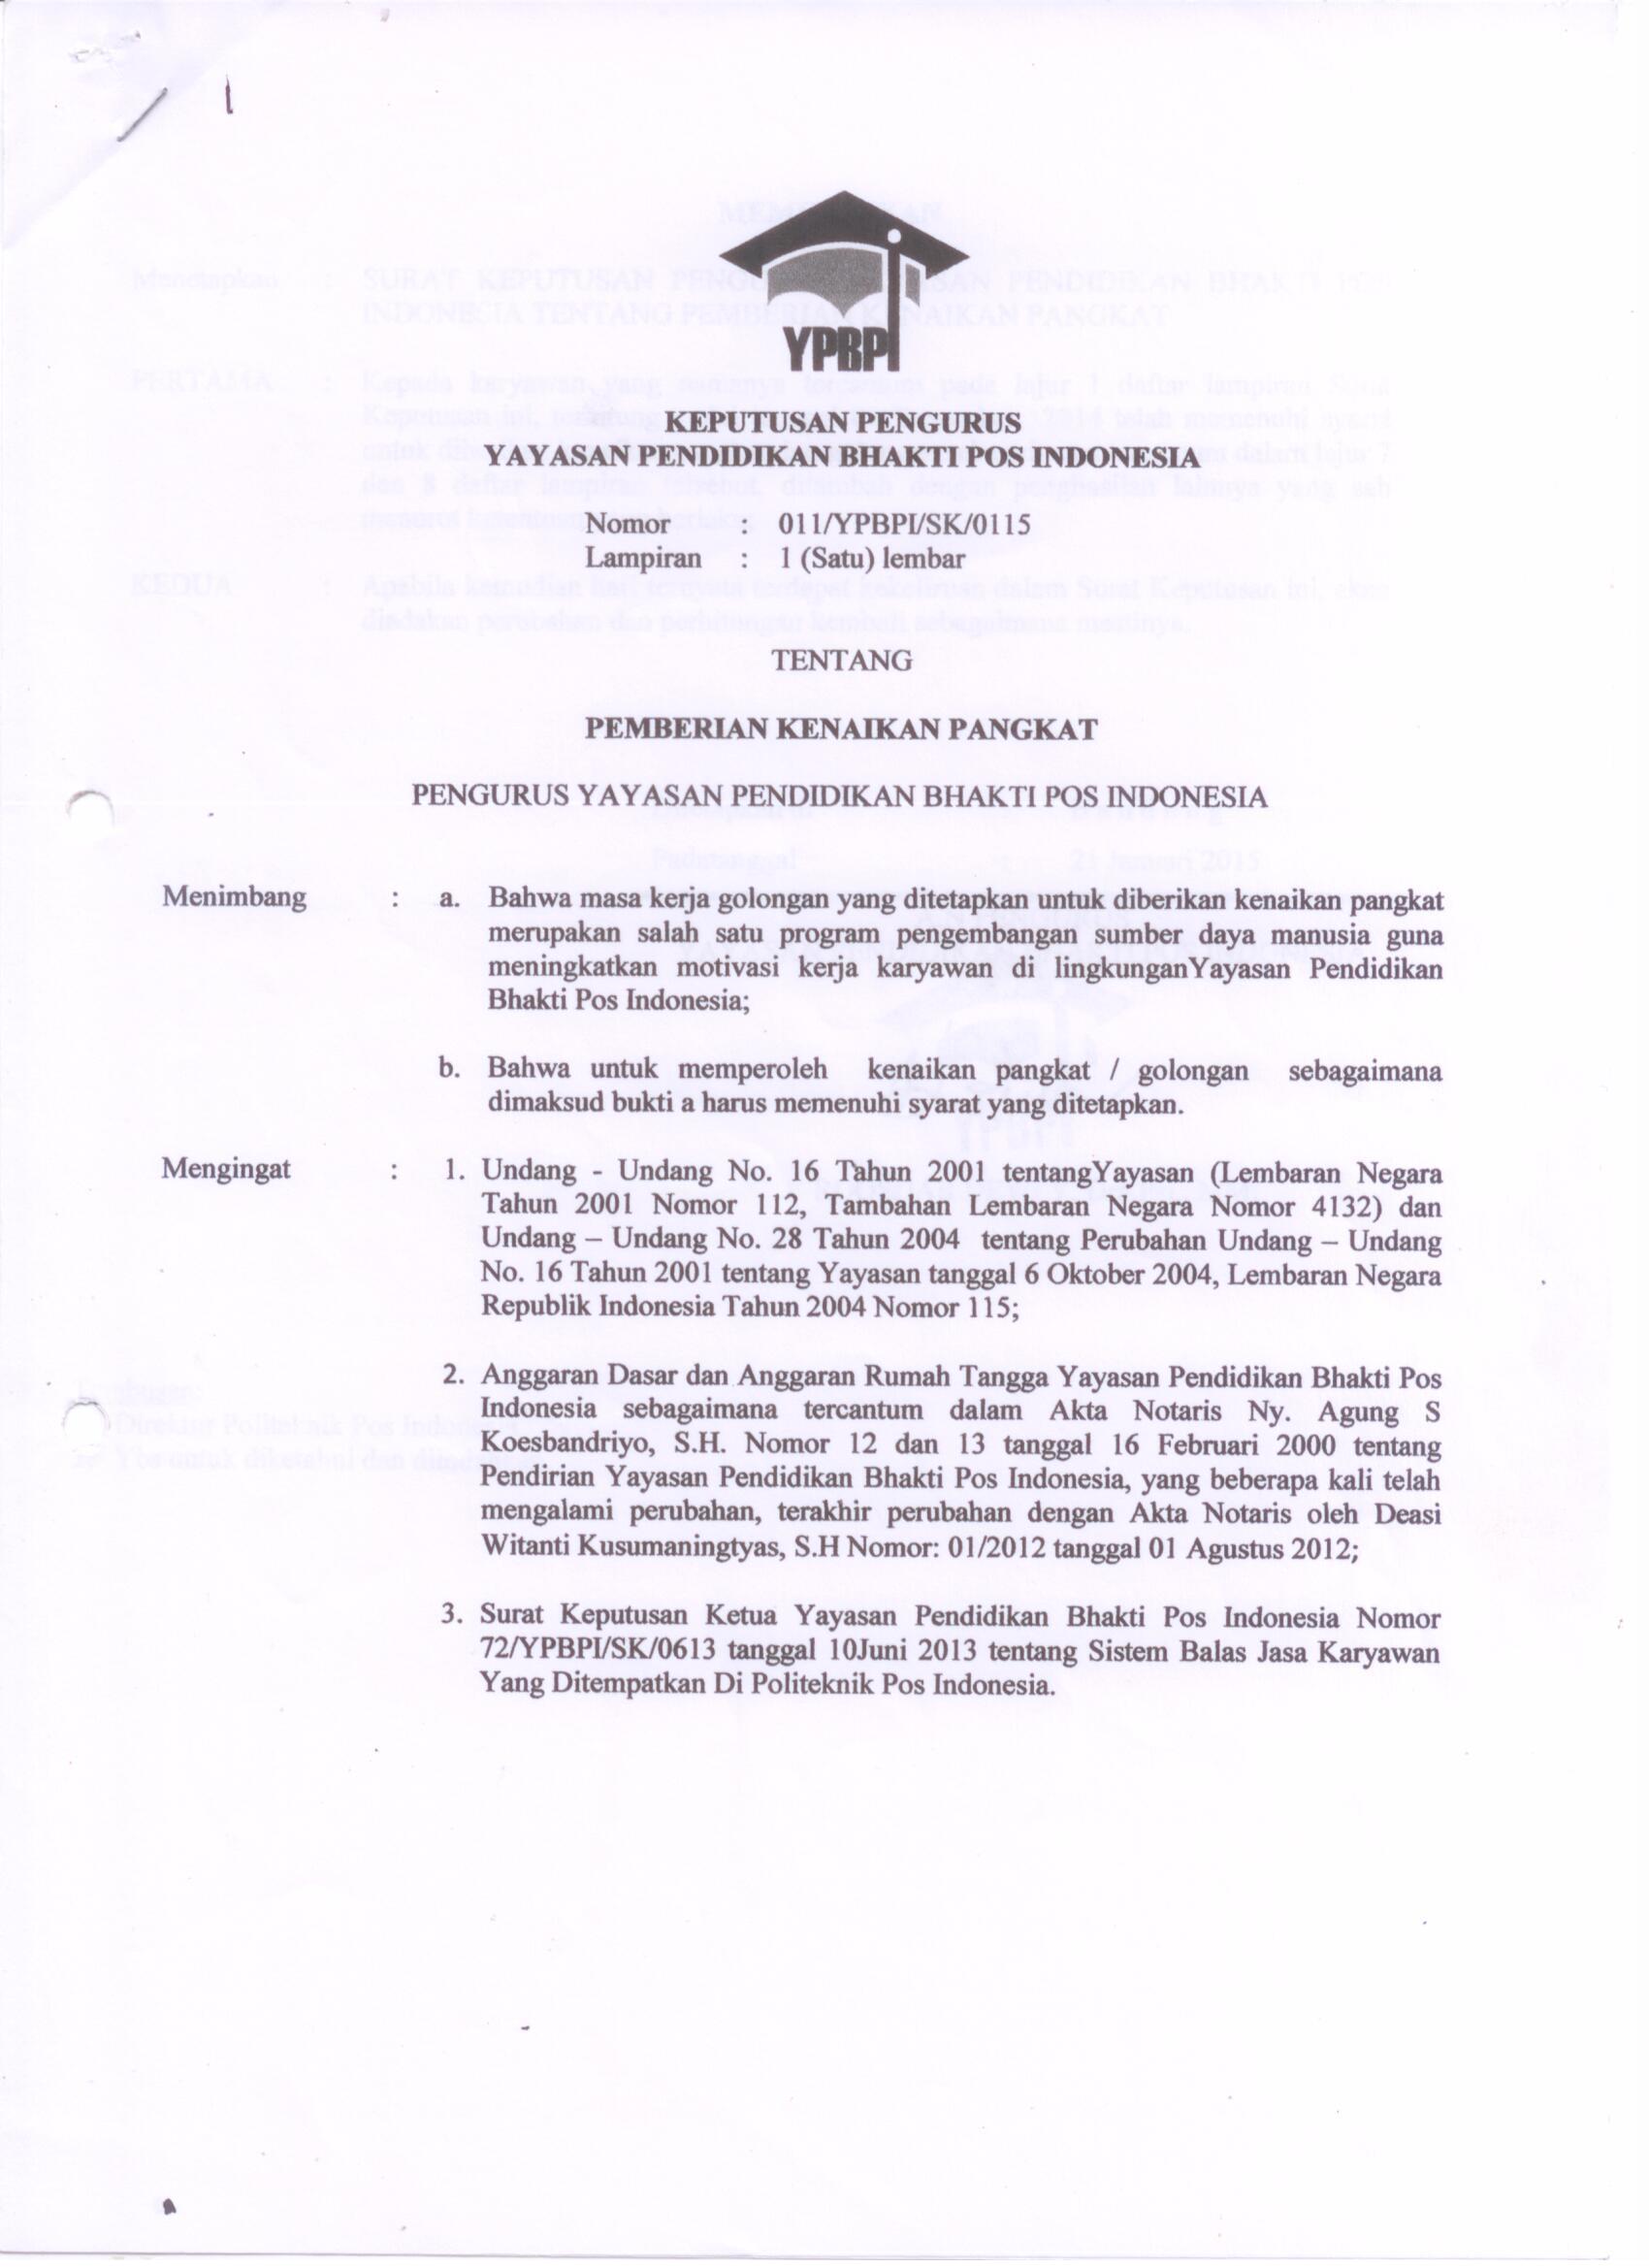 YPBPI
KEPUTUSAN PENGURUS
YAYASAN PENDIDIKAN BHAKTI POS INDONESIA
Nomor : 011/YPBPI/SK/0115
Lampiran : 1 (Satu) lembar
TENTANG
PEMBERIAN KENAIKAN PANGKAT
PENGURUS YAYASAN PENDIDIKAN BHAKTI POS INDONESIA
Menimbang : a. Bahwa masa kerja golongan yang ditetapkan untuk diberikan kenaikan pangkat
merupakan salah satu program pengembangan sumber daya manusia guna
meningkatkan motivasi kerja karyawan di lingkunganYayasan Pendidikan
Bhakti Pos Indonesia;
b. Bahwa untuk memperoleh kenaikan pangkat / golongan sebagaimana
dimaksud bukti a harus memenuhi syarat yang ditetapkan.
Mengingat : 1. Undang - Undang No. 16 Tahun 2001 tentangYayasan (Lembaran Negara
Tahun 2001 Nomor 112, Tambahan Lembaran Negara Nomor 4132) dan
Undang – Undang No. 28 Tahun 2004 tentang Perubahan Undang – Undang
No. 16 Tahun 2001 tentang Yayasan tanggal 6 Oktober 2004, Lembaran Negara
Republik Indonesia Tahun 2004 Nomor 115;
2. Anggaran Dasar dan Anggaran Rumah Tangga Yayasan Pendidikan Bhakti Pos
Indonesia sebagaimana tercantum dalam Akta Notaris Ny. Agung S
Koesbandriyo, S.H. Nomor 12 dan 13 tanggal 16 Februari 2000 tentang
Pendirian Yayasan Pendidikan Bhakti Pos Indonesia, yang beberapa kali telah
mengalami perubahan, terakhir perubahan dengan Akta Notaris oleh Deasi
Witanti Kusumaningtyas, S.H Nomor: 01/2012 tanggal 01 Agustus 2012;
3. Surat Keputusan Ketua Yayasan Pendidikan Bhakti Pos Indonesia Nomor
72/YPBPI/SK/0613 tanggal 10Juni 2013 tentang Sistem Balas Jasa Karyawan
Yang Ditempatkan Di Politeknik Pos Indonesia.